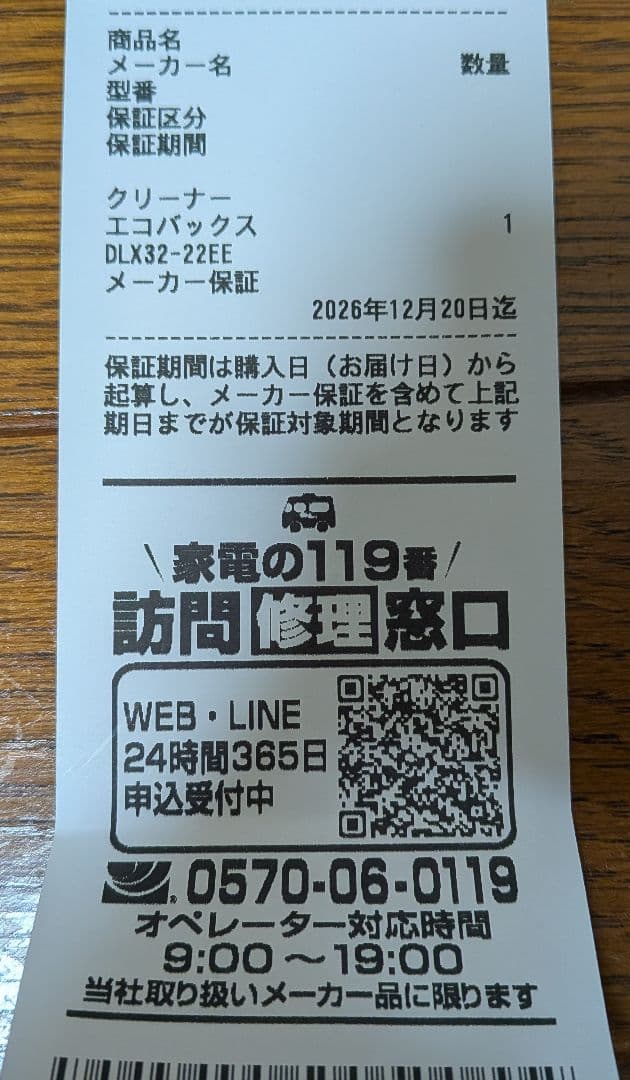 商品名
メーカー名 数量
型番
保証区分
保証期間
クリーナー
エコバックス 1
DLX32-22EE
メーカー保証
2026年12月20日迄
保証期間は購入日（お届け日）から
起算し、メーカー保証を含めて上記
期日までが保証対象期間となります
\家電の119番/
訪問修理窓口
WEB・LINE
24時間365日
申込受付中
0570-06-0119
オペレーター対応時間
9:00～19:00
当社取り扱いメーカー品に限ります